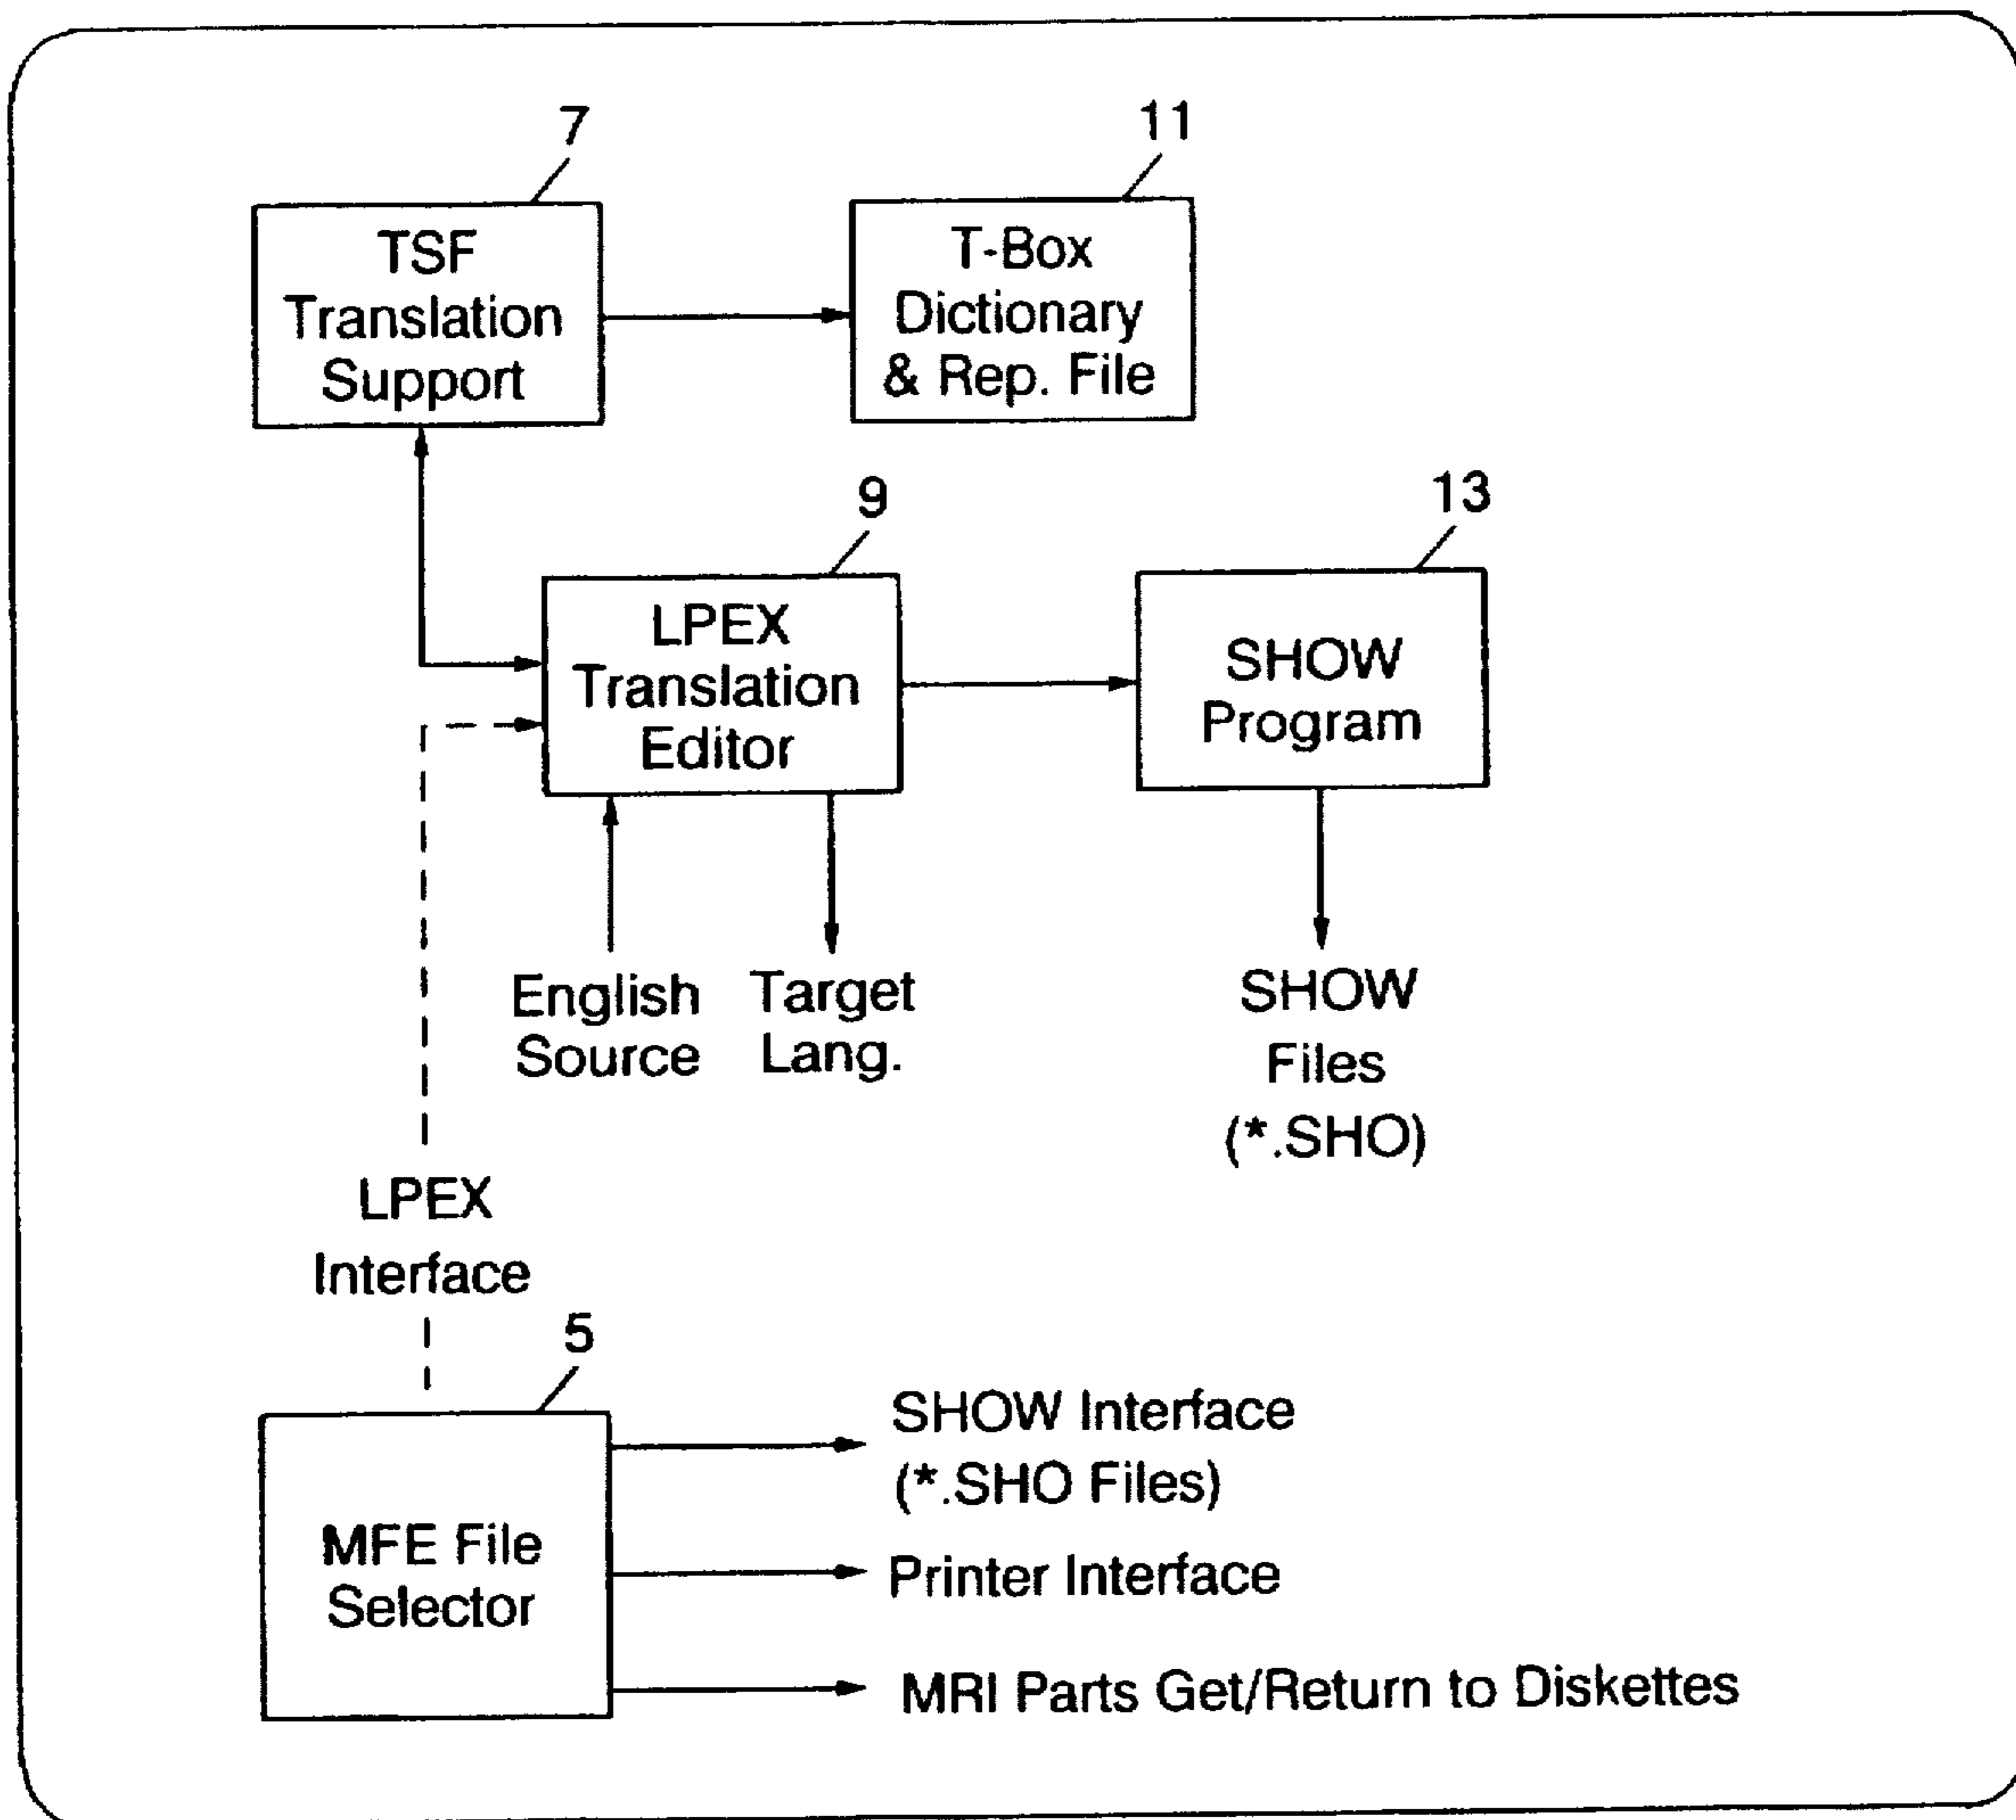 7
11
TSF
Translation
Support
T-Box
Dictionary
& Rep. File
9
13
LPEX
Translation
Editor
SHOW
Program
English
Source
Target
Lang.
SHOW
Files
(*.SHO)
LPEX
Interface
5
MFE File
Selector
SHOW Interface
(*.SHO Files)
Printer Interface
MRI Parts Get/Return to Diskettes